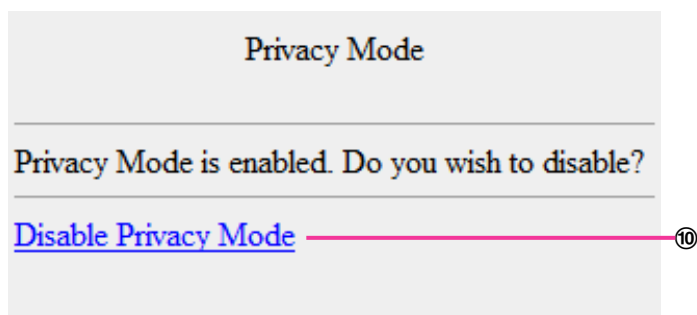 Privacy Mode
Privacy Mode is enabled. Do you wish to disable?
Disable Privacy Mode ⑩